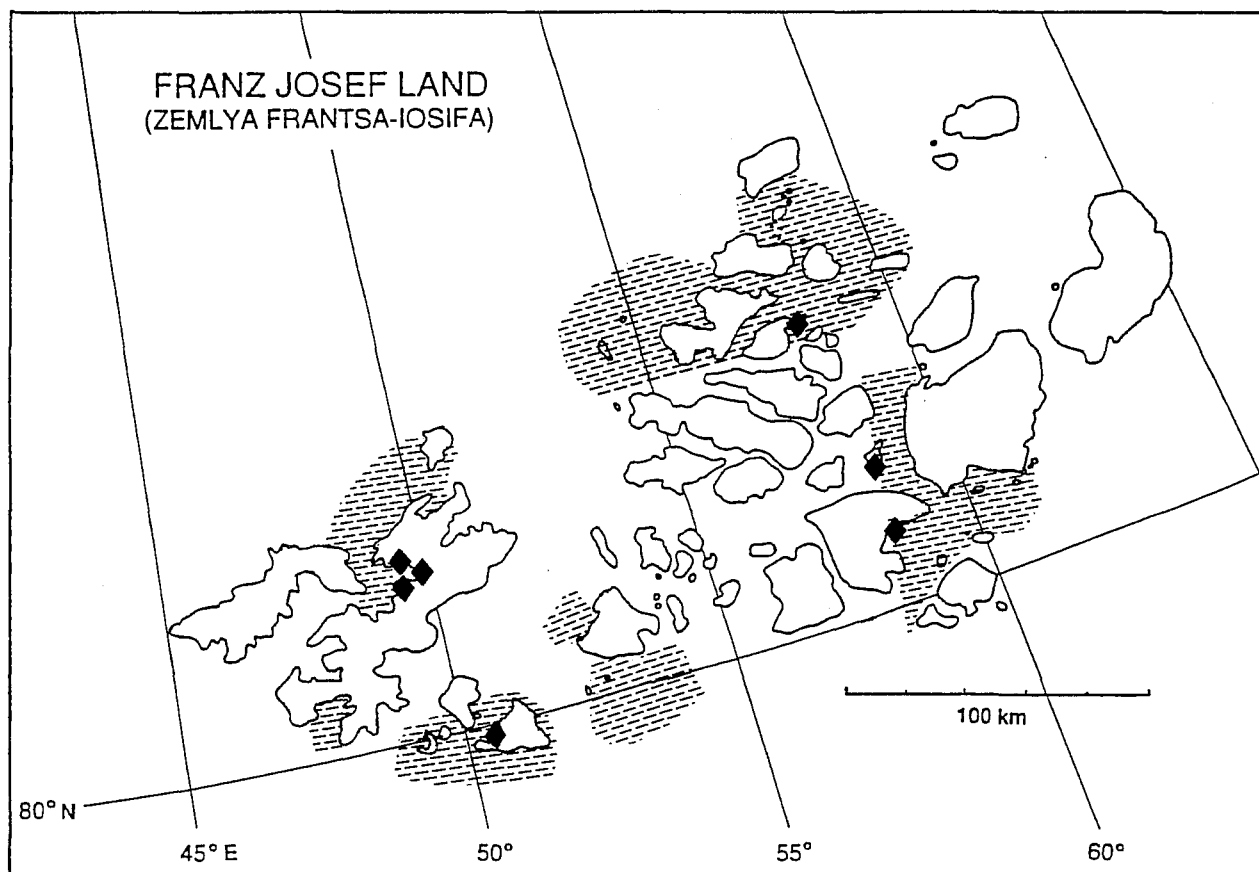 FRANZ JOSEF LAND
(ZEMLYA FRANTSA-IOSIFA)
100 km
80° N
45° E
50°
55°
60°